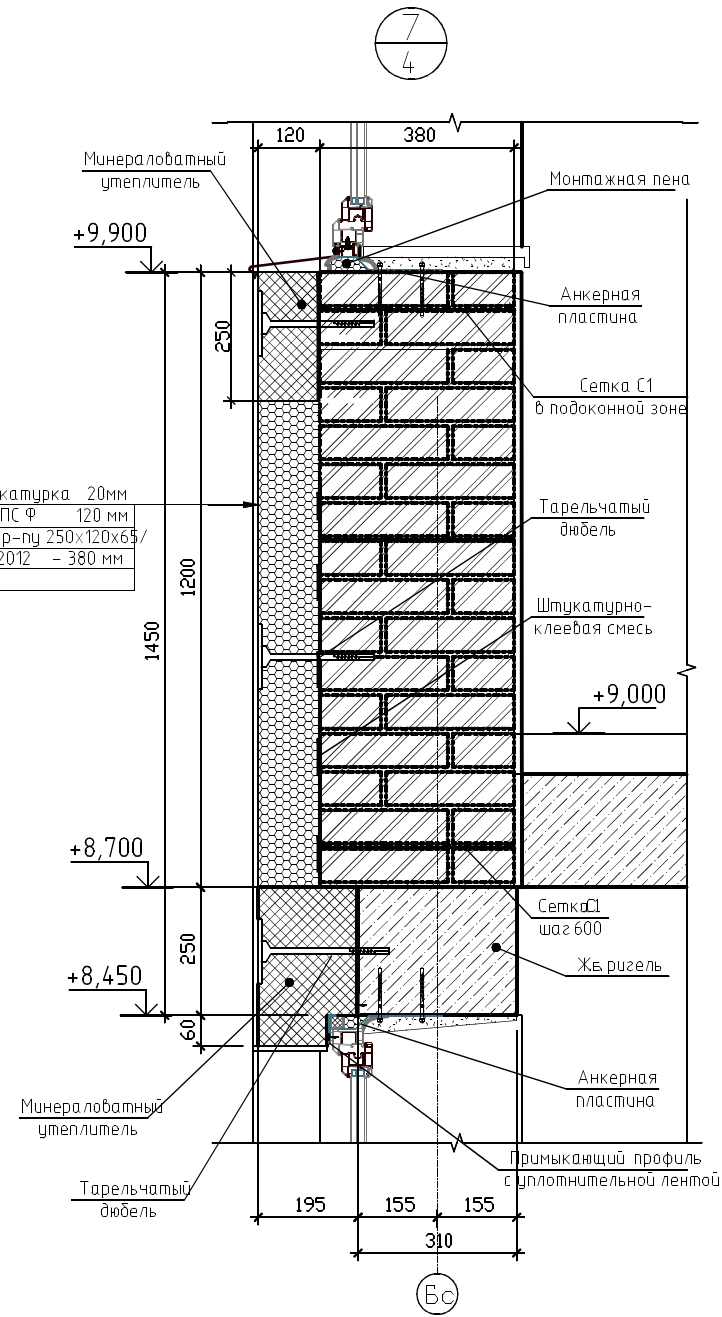 7
4
120
380
Минераловатный
утеплитель
Монтажная пена
+9,900
Анкерная
пластина
250
Сетка С1
в подоконной зоне
катурка 20мм
ПС Ф 120 мм
р-пу 250х120х65/
2012 - 380 мм
Тарельчатый
дюбель
1200
1450
Штукатурно-
клеевая смесь
+9,000
+8,700
Сетка С1
шаг 600
250
Ж.Б. ригель
+8,450
60
Анкерная
пластина
Минераловатный
утеплитель
Примыкающий профиль
с уплотнительной лентой
Тарельчатый
дюбель
195
155
155
310
Бс